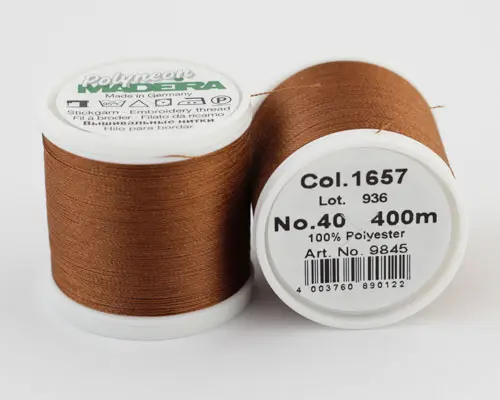 Polyneon
MADEIRA
Made in Germany
Stickgarn - Embroidery thread
Fil à broder - Filato da ricamo
Вышивальные нитки
Hilo para bordar
Col.1657
Lot. 936
No.40 400m
100% Polyester
Art. No. 9845
4 003760 890122